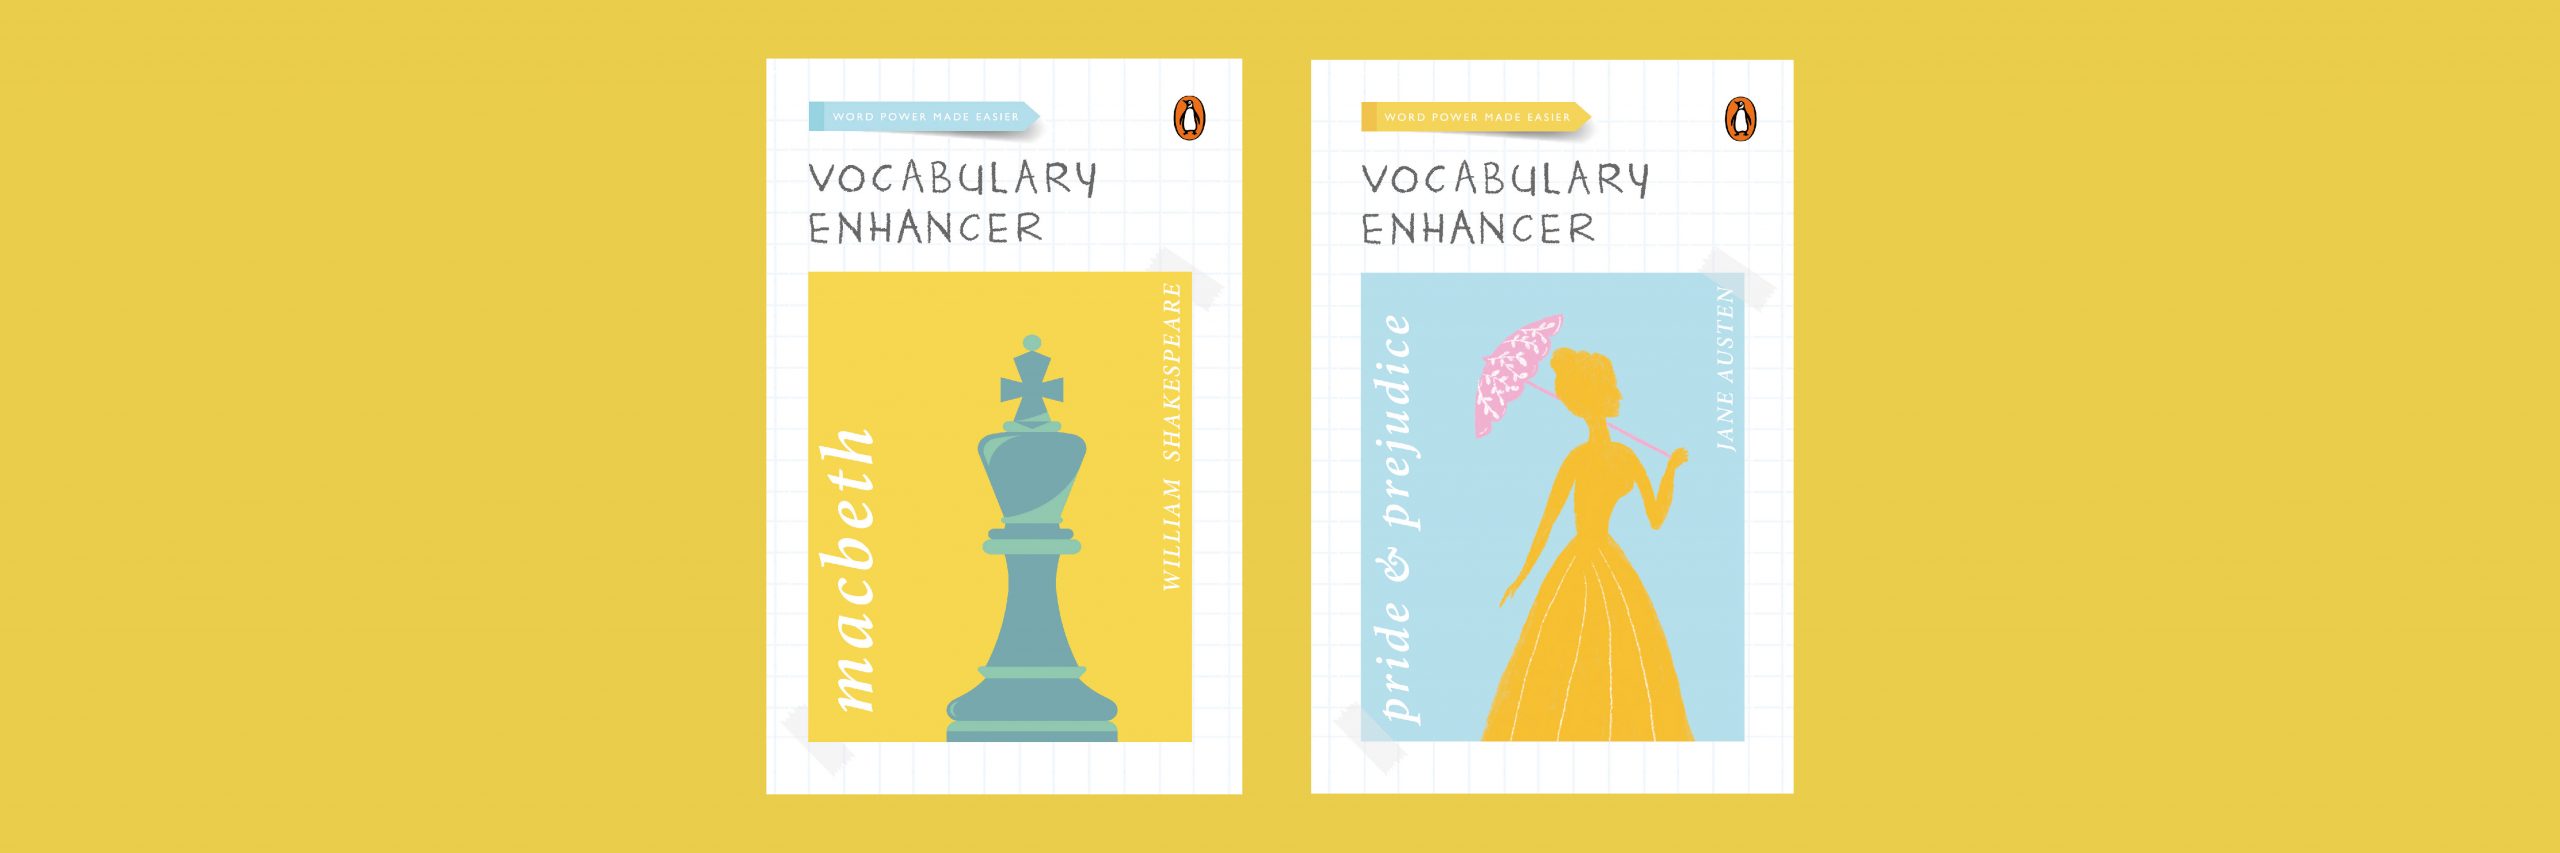 WORD POWER MADE EASIER
VOCABULARY
ENHANCER
macbeth
WILLIAM SHAKESPEARE
WORD POWER MADE EASIER
VOCABULARY
ENHANCER
pride & prejudice
JANE AUSTEN